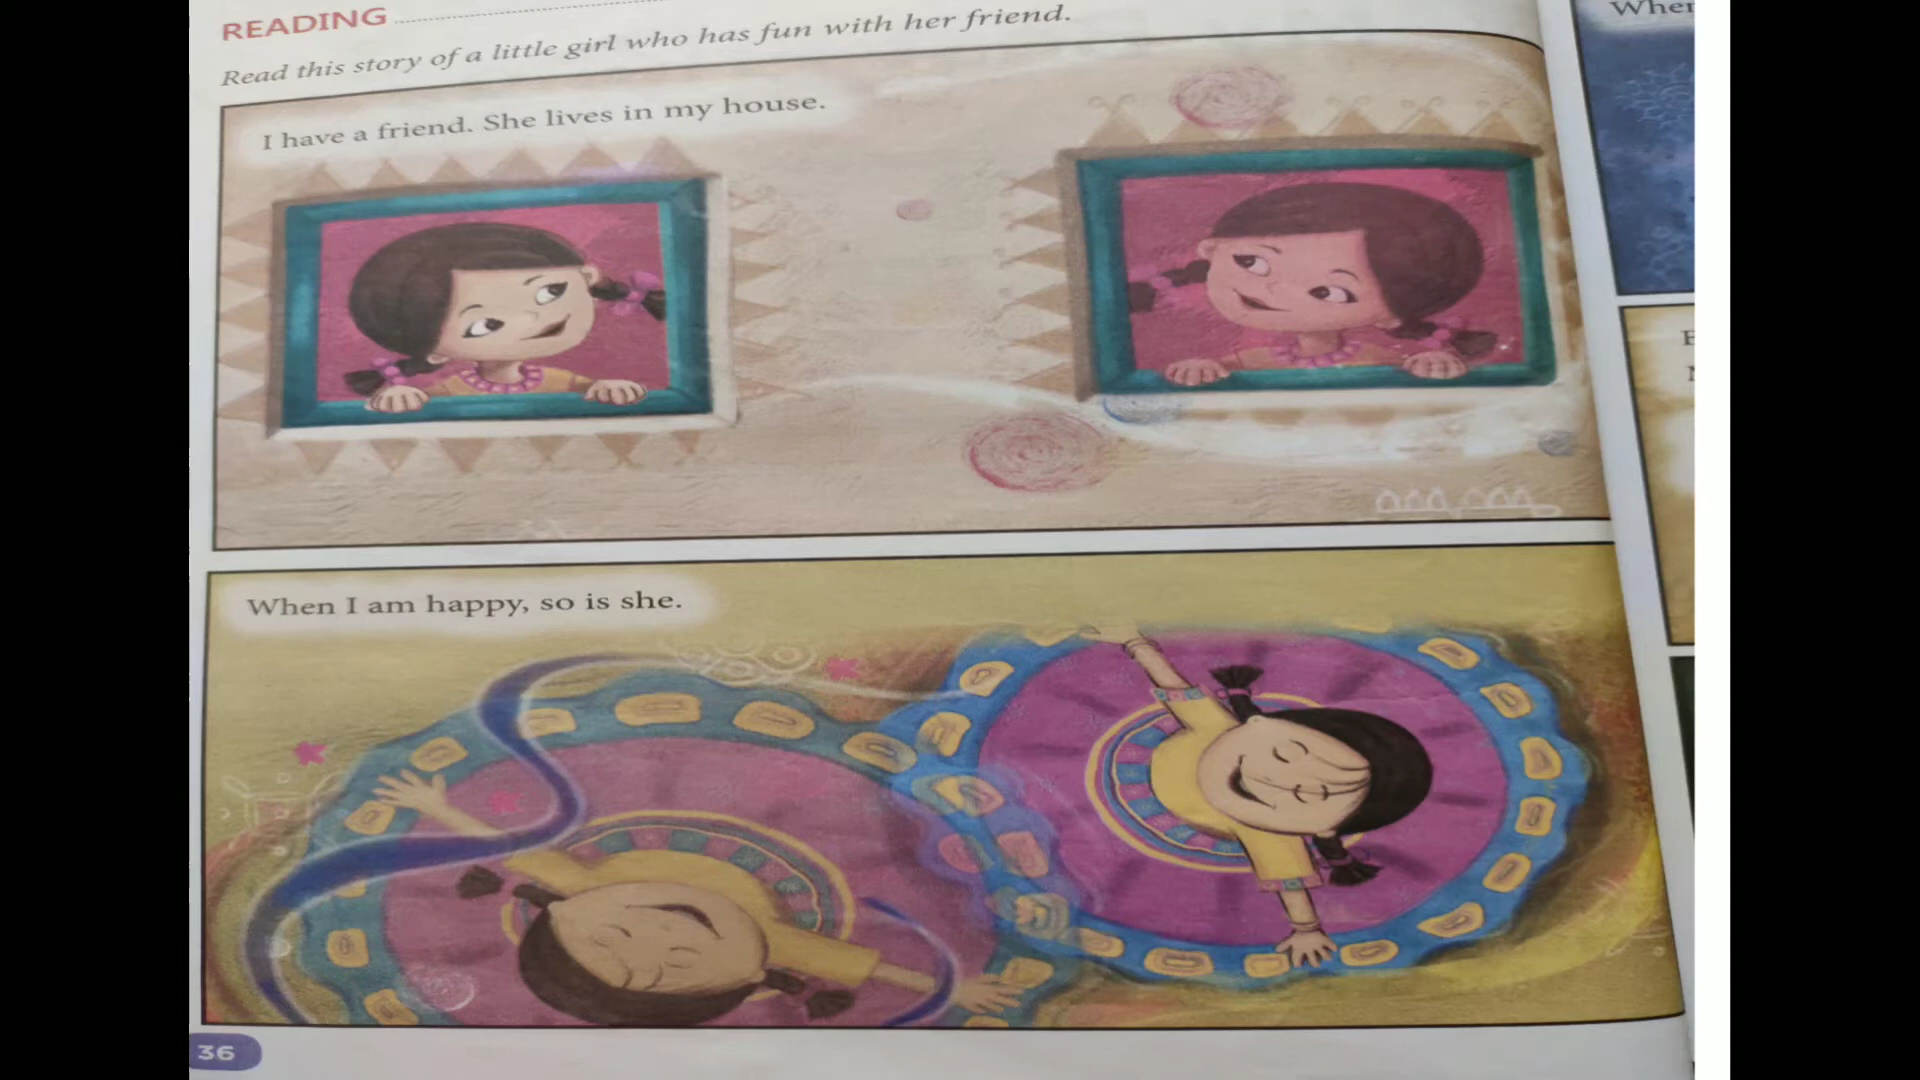 READING
Read this story of a little girl who has fun with her friend.
I have a friend. She lives in my house.
When I am happy, so is she.
36